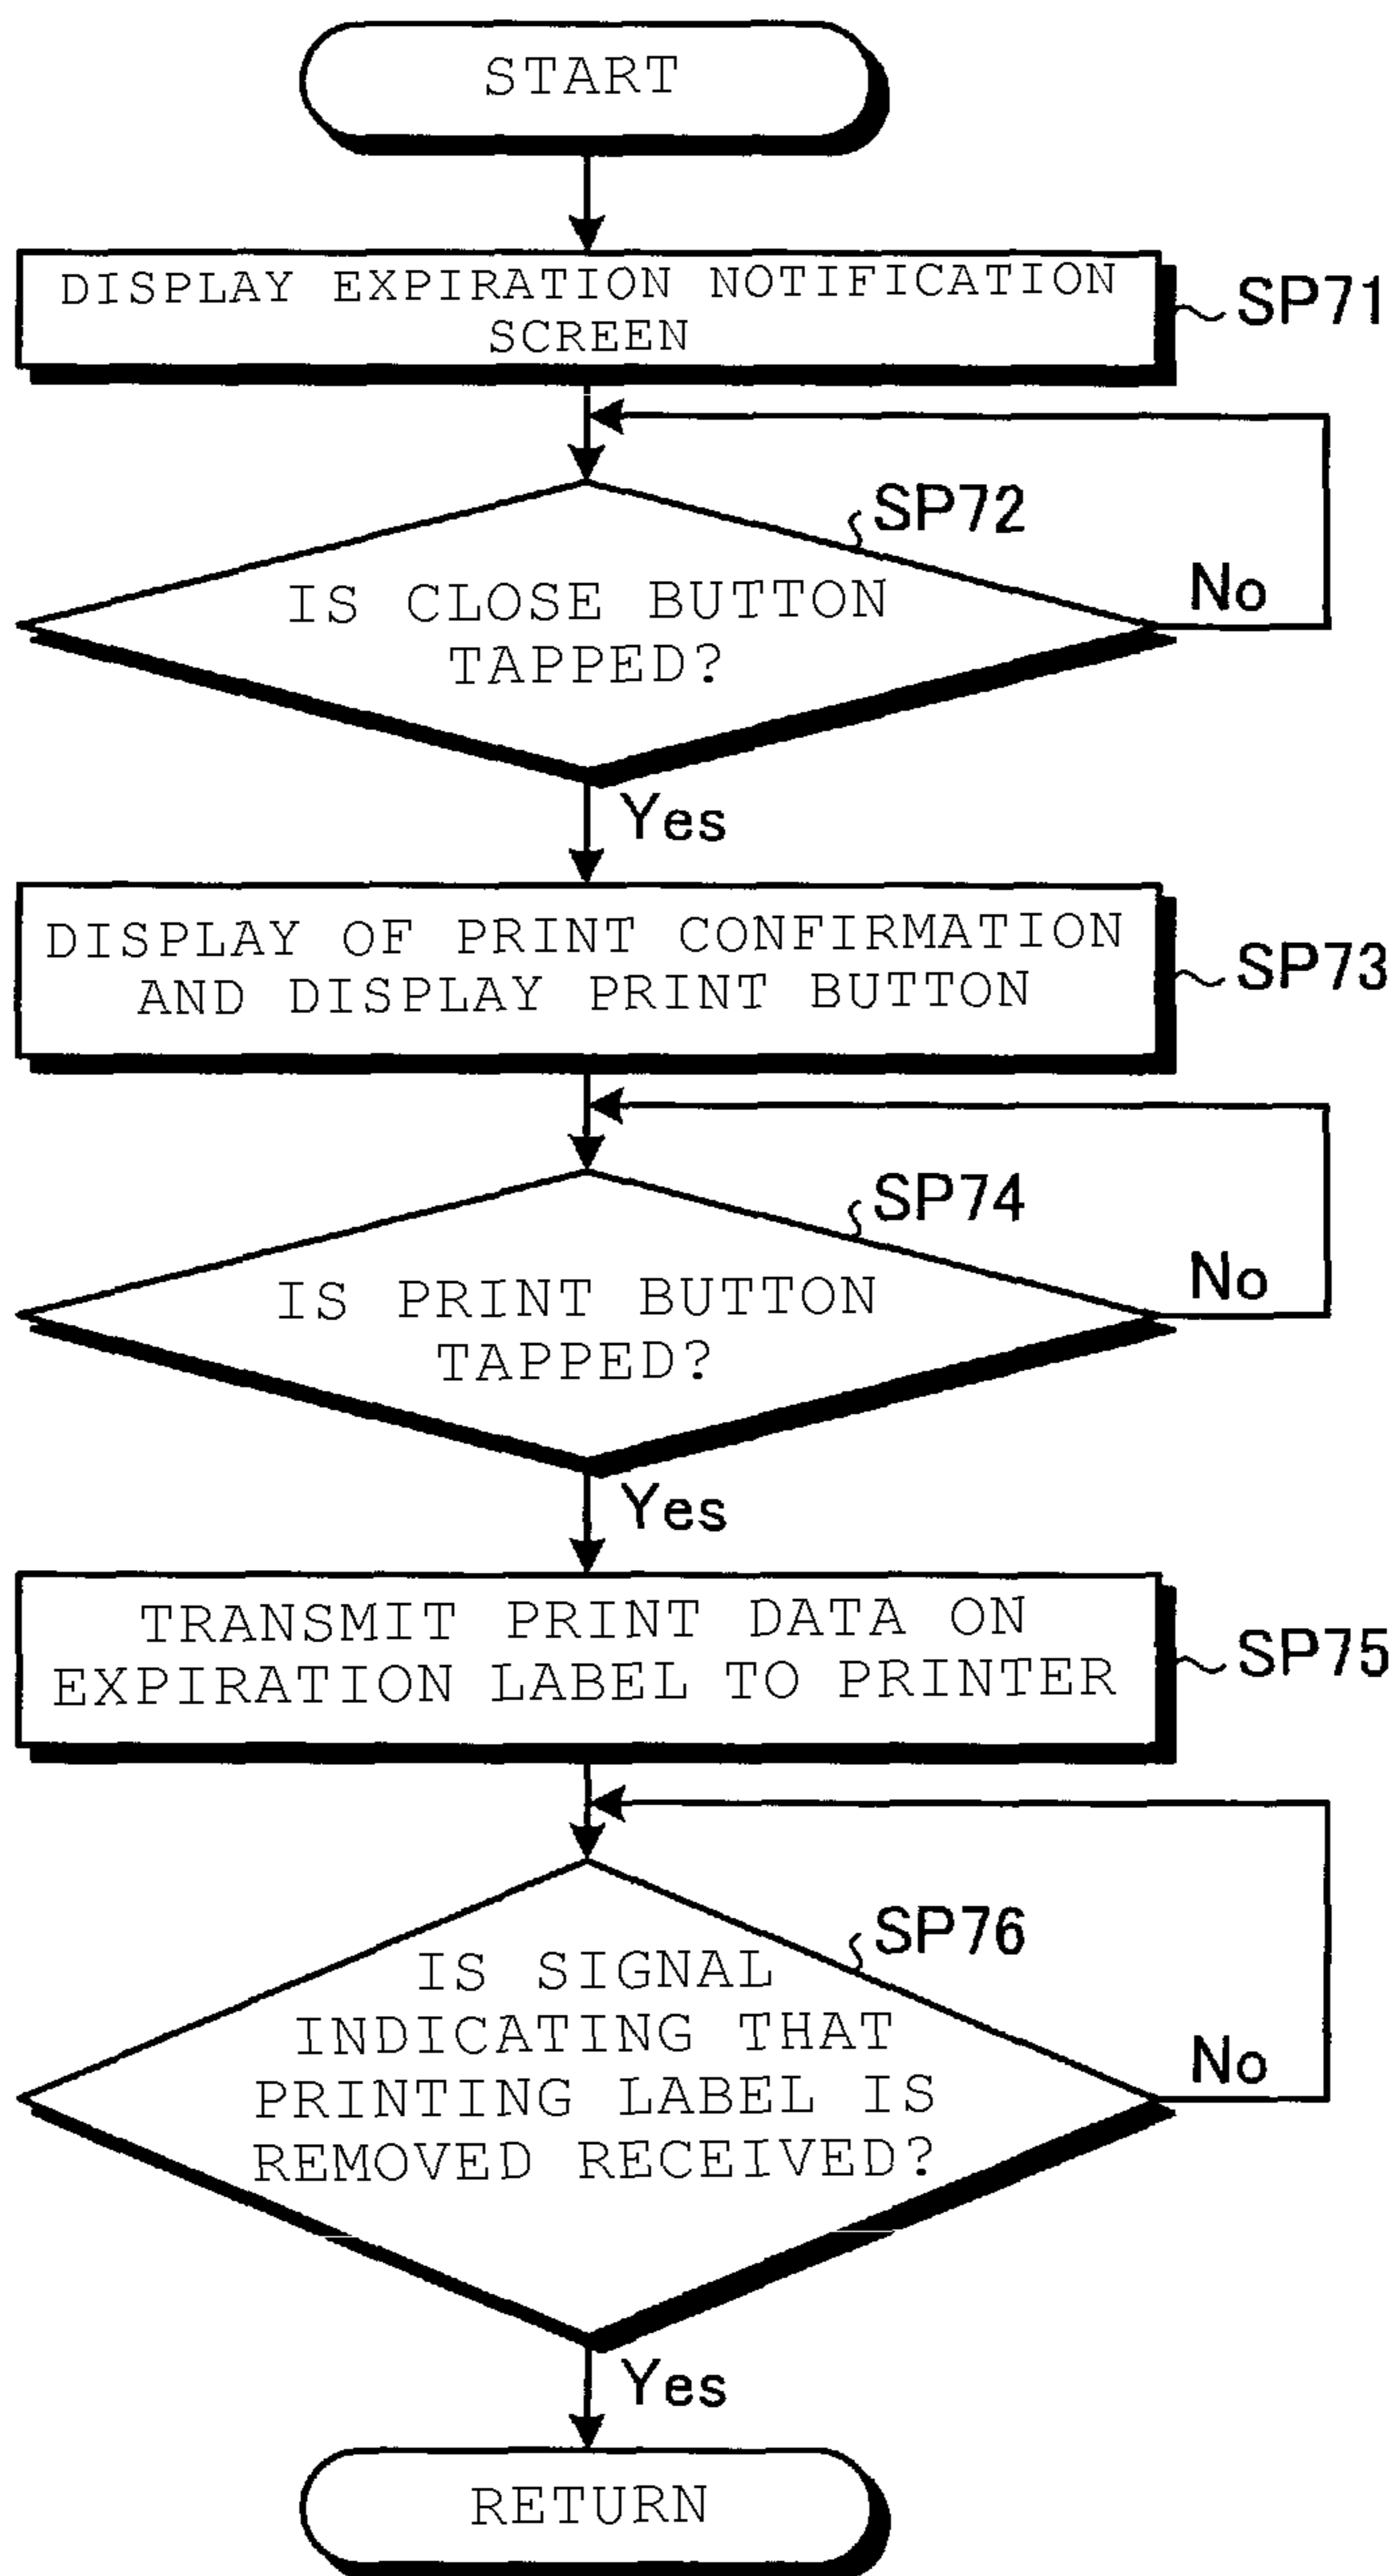 START
DISPLAY EXPIRATION NOTIFICATION
SCREEN
SP71
SP72
IS CLOSE BUTTON
TAPPED?
No
Yes
DISPLAY OF PRINT CONFIRMATION
AND DISPLAY PRINT BUTTON
SP73
SP74
IS PRINT BUTTON
TAPPED?
No
Yes
TRANSMIT PRINT DATA ON
EXPIRATION LABEL TO PRINTER
SP75
SP76
IS SIGNAL
INDICATING THAT
PRINTING LABEL IS
REMOVED RECEIVED?
No
Yes
RETURN